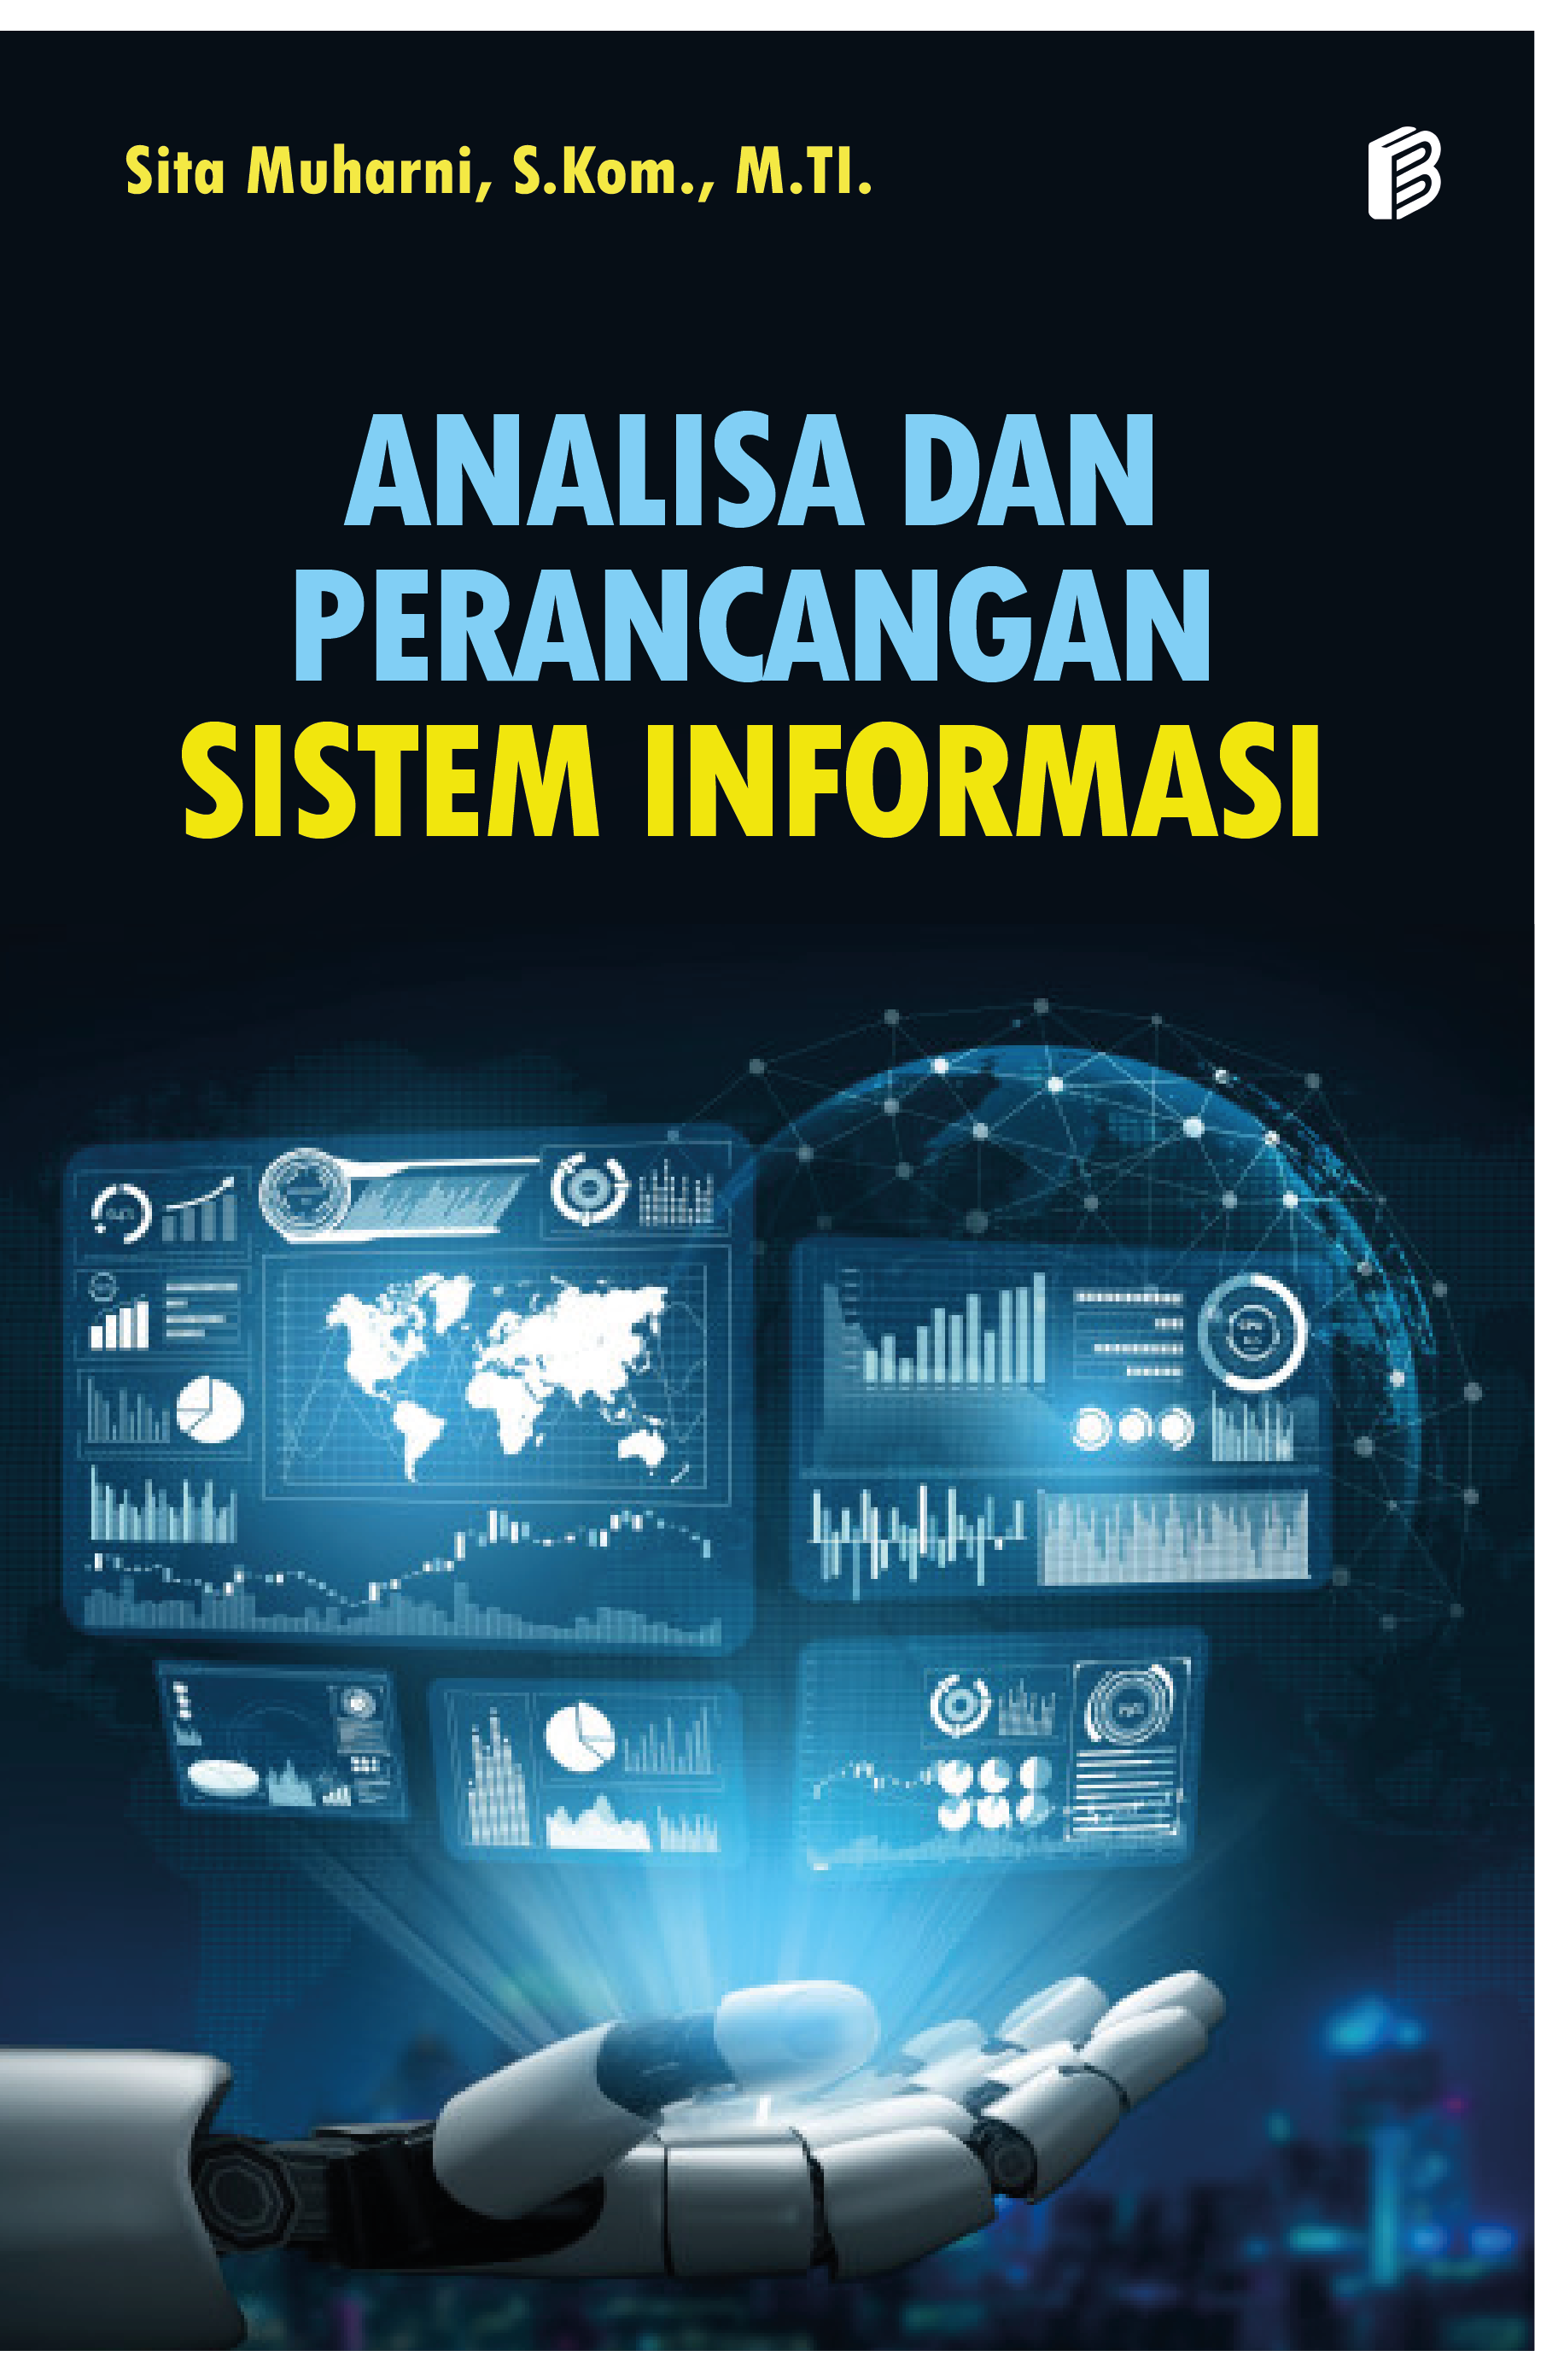 Sita Muharni, S.Kom., M.TI.
ANALISA DAN
PERANCANGAN
SISTEM INFORMASI